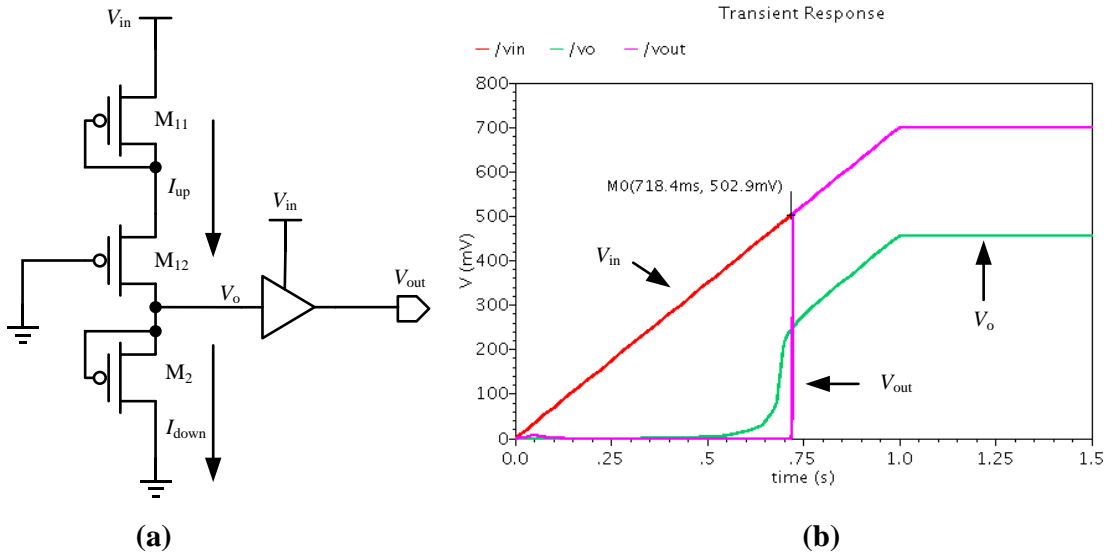 V_in
M_11
I_up
V_in
M_12
V_o
V_out
M_2
I_down
(a)
Transient Response
/vin /vo /vout
800
700
600
500
400
300
200
100
0
V (mV)
M0(718.4ms, 502.9mV)
V_in
V_o
V_out
0.0 .25 .5 0.75 1.0 1.25 1.5
time (s)
(b)